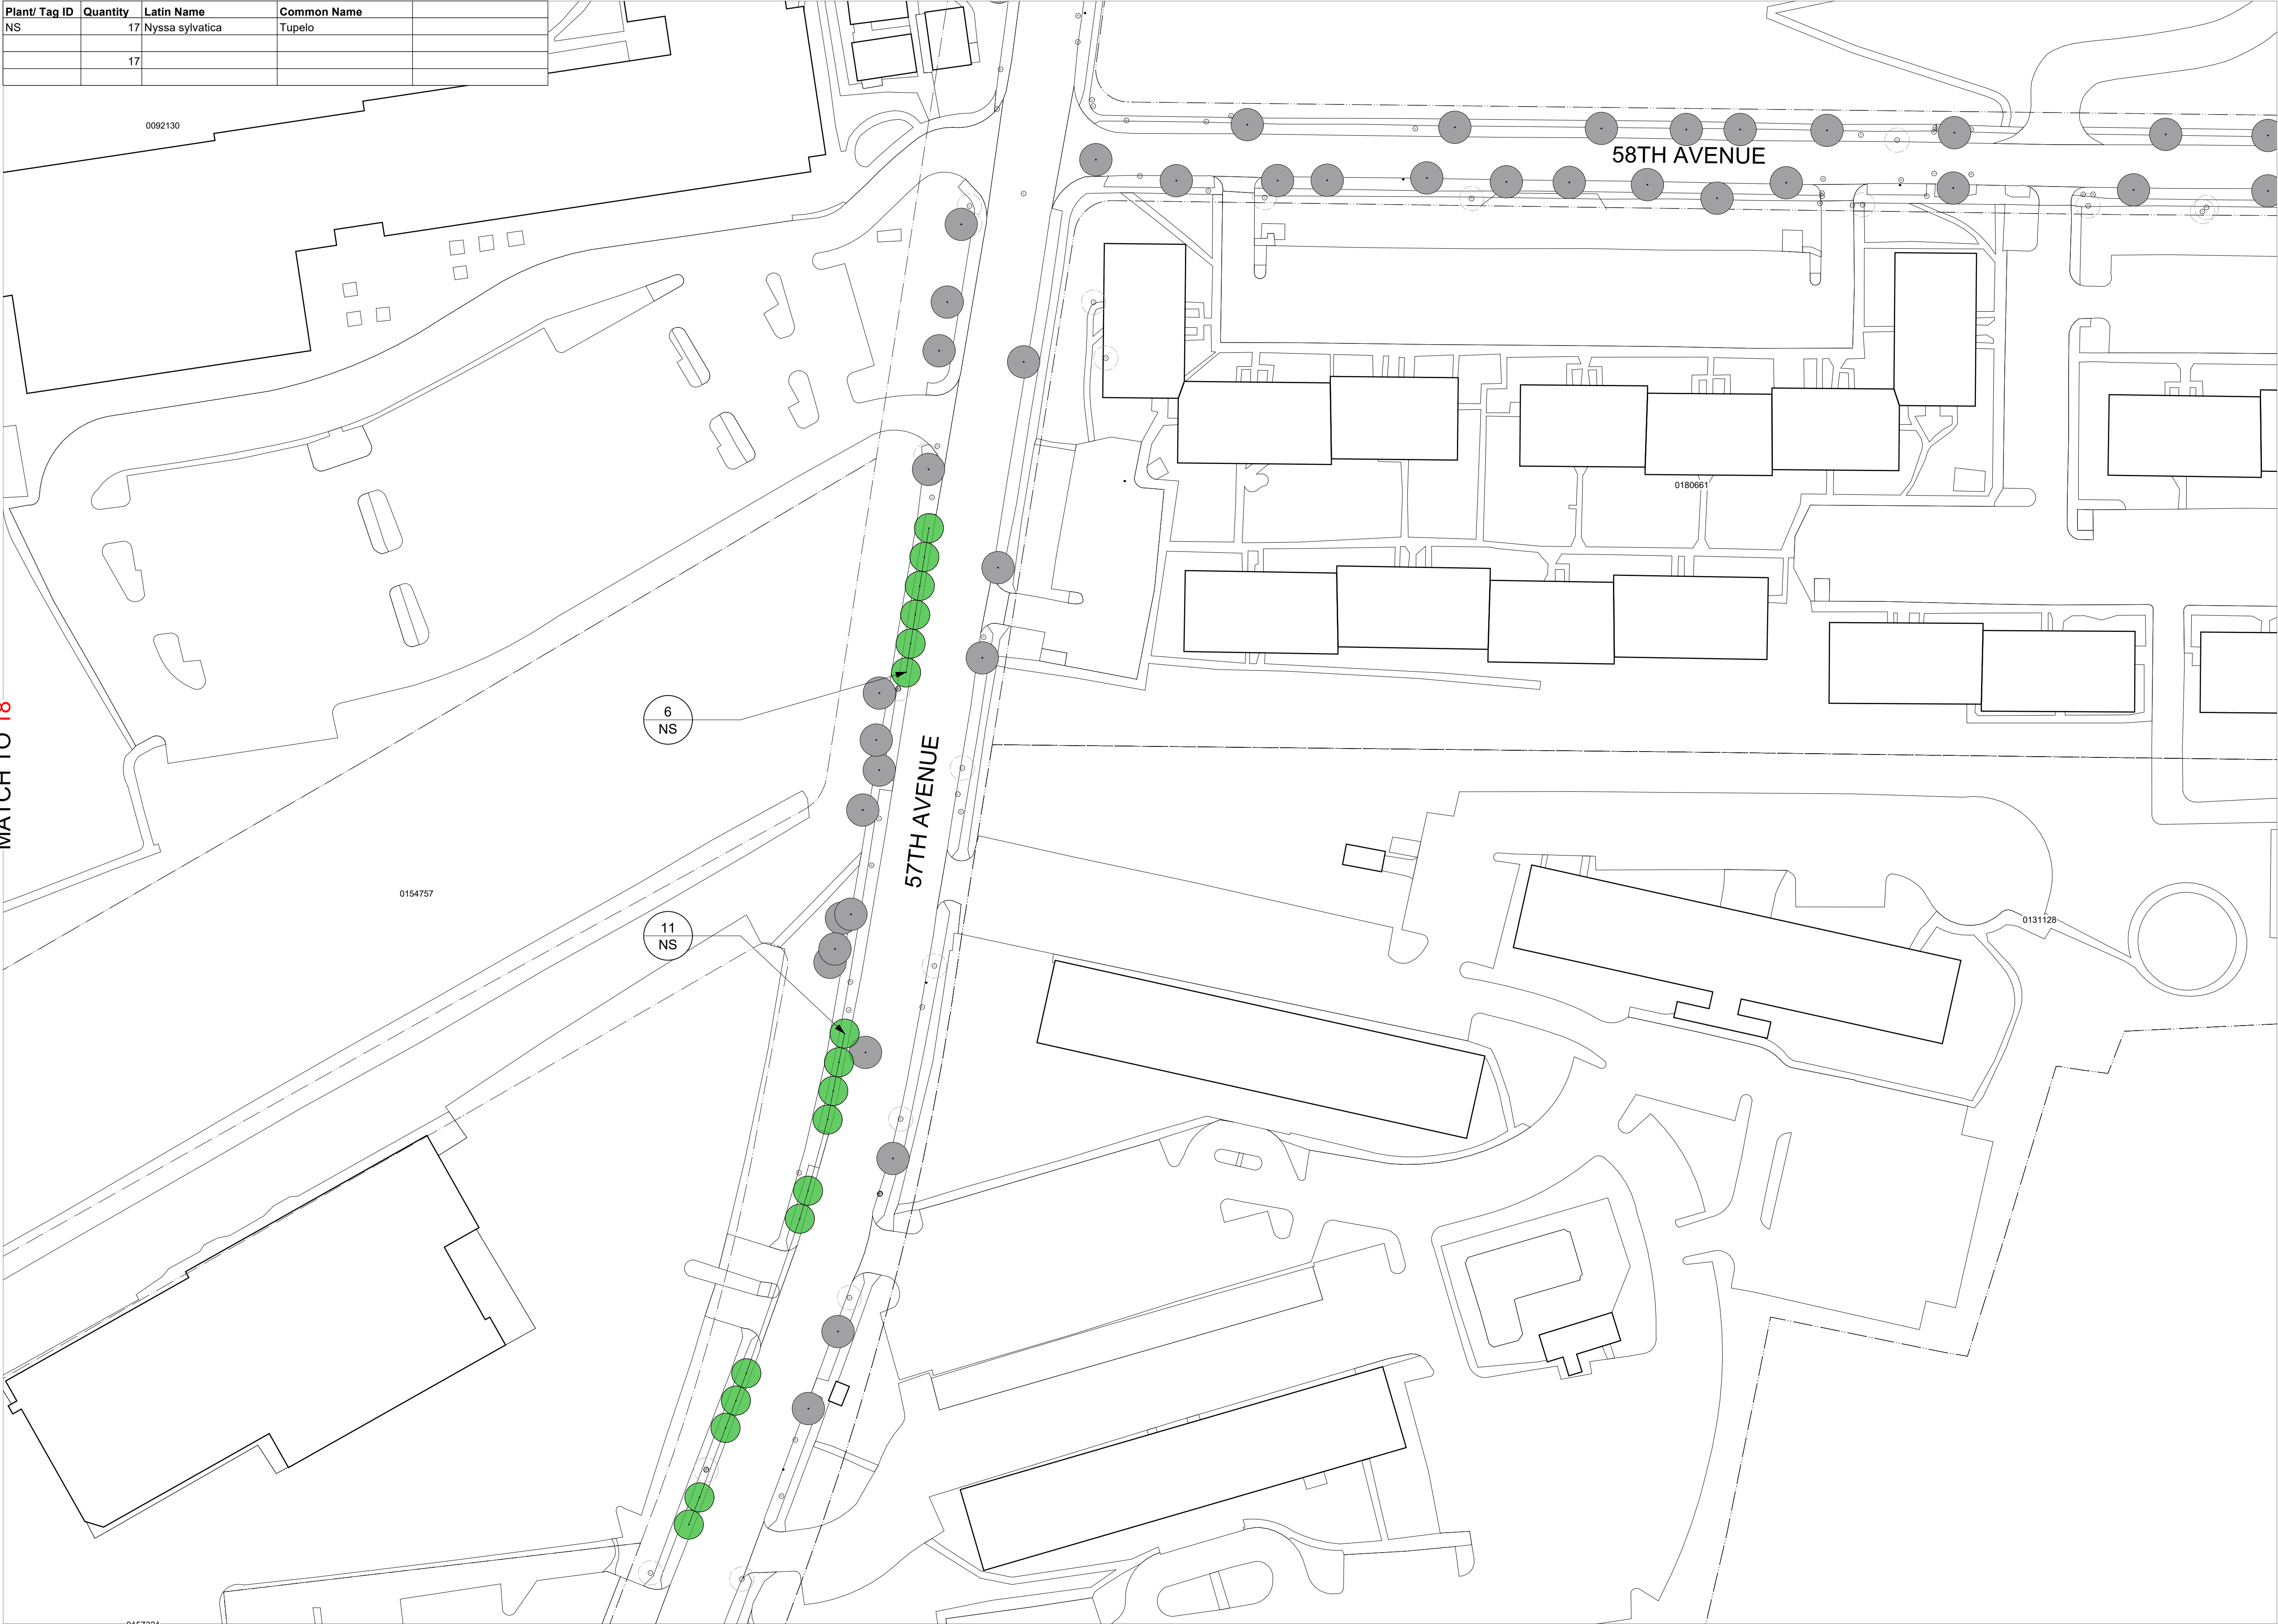 Plant/ Tag ID Quantity Latin Name Common Name
NS 17 Nyssa sylvatica Tupelo
17
0092130
58TH AVENUE
0180661
6
NS
MATCH TO 18
57TH AVENUE
0154757
11
NS
0131128